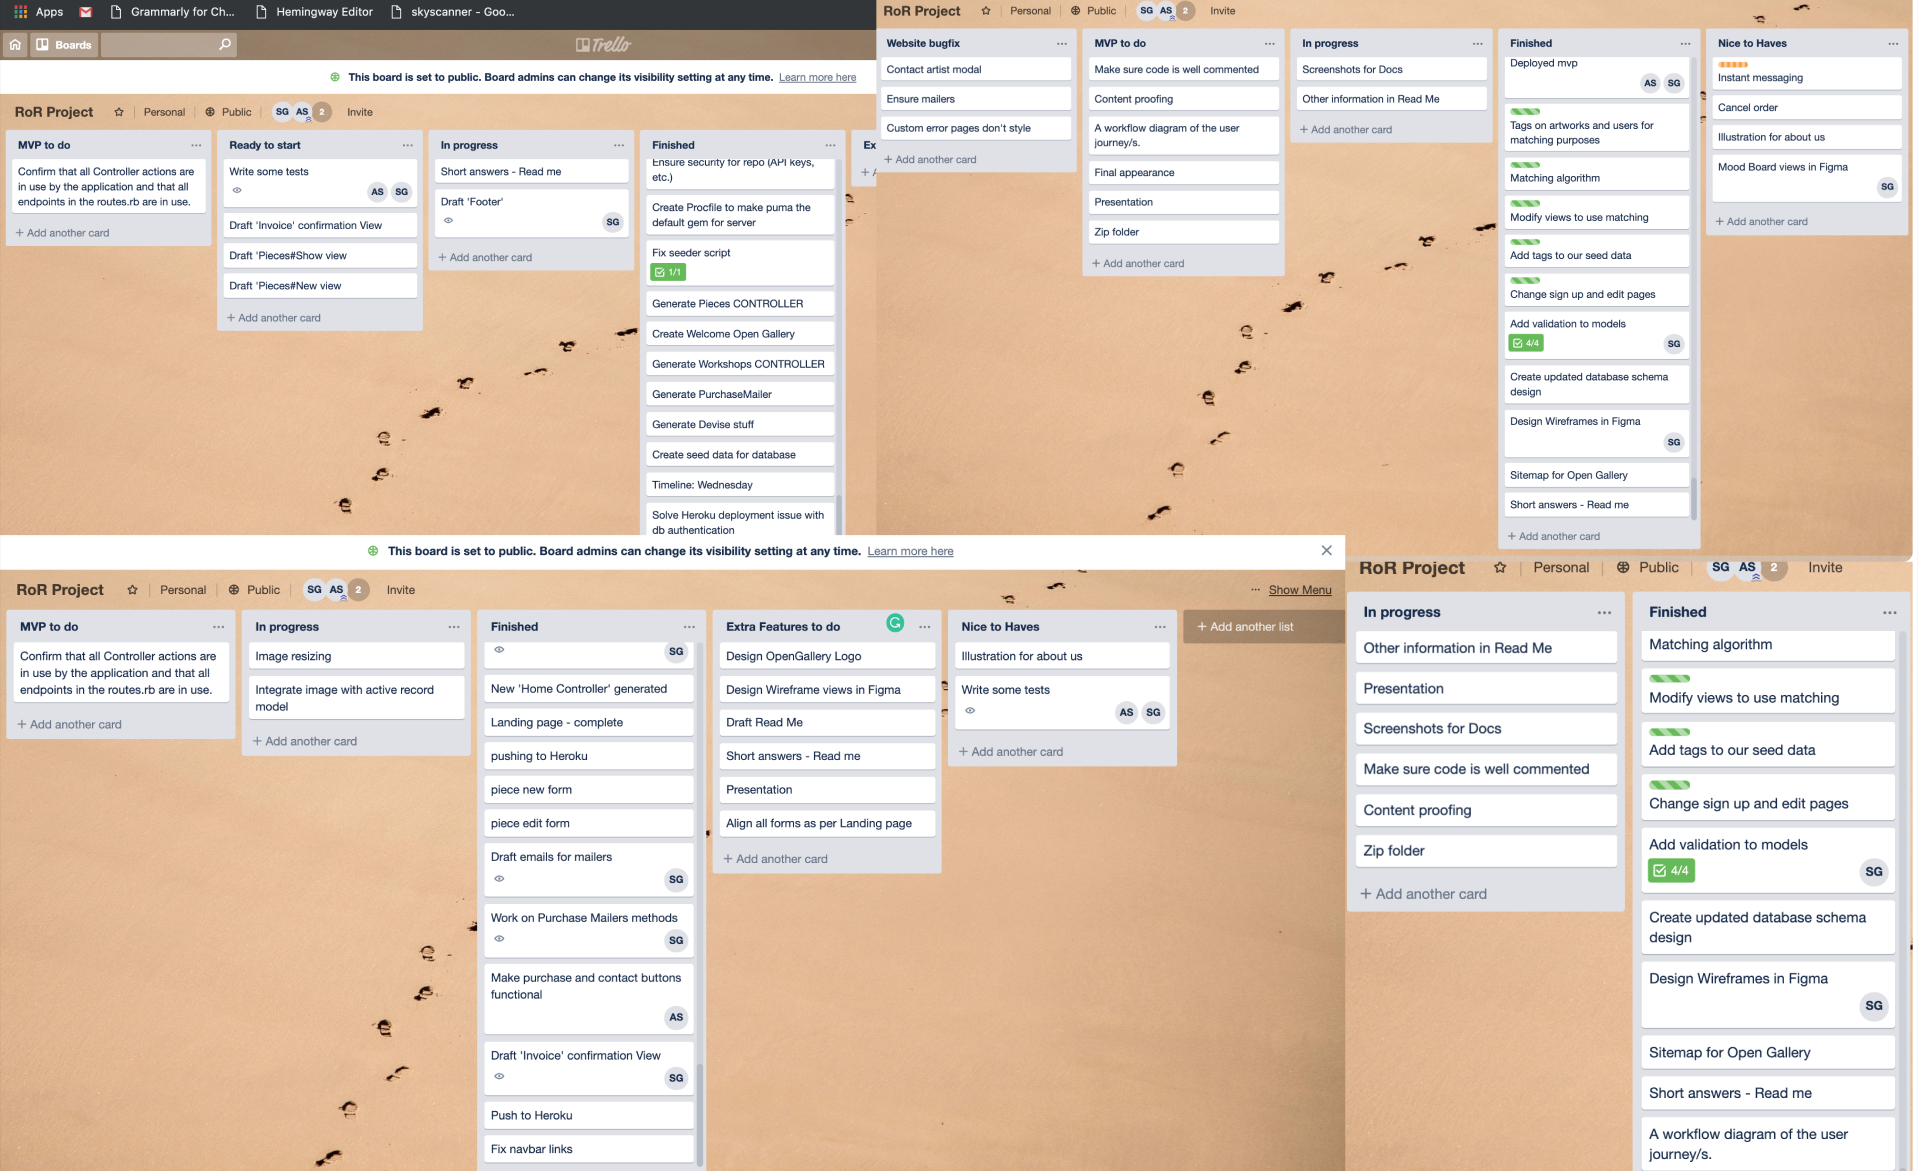 Apps
Grammarly for Ch...
Hemingway Editor
skyscanner - Goo...
Boards
Trello
This board is set to public. Board admins can change its visibility setting at any time. Learn more here
RoR Project
Personal
Public
SG AS 2
Invite
MVP to do
Confirm that all Controller actions are
in use by the application and that all
endpoints in the routes.rb are in use.
+ Add another card
Ready to start
Write some tests
AS SG
Draft 'Invoice' confirmation View
Draft 'Pieces#Show view
Draft 'Pieces#New view
+ Add another card
In progress
Short answers - Read me
Draft 'Footer'
SG
+ Add another card
Finished
Ensure security for repo (API keys,
etc.)
Create Procfile to make puma the
default gem for server
Fix seeder script
1/1
Generate Pieces CONTROLLER
Create Welcome Open Gallery
Generate Workshops CONTROLLER
Generate PurchaseMailer
Generate Devise stuff
Create seed data for database
Timeline: Wednesday
Solve Heroku deployment issue with
db authentication
Ex
+ A
RoR Project
Personal
Public
SG AS 2
Invite
Website bugfix
Contact artist modal
Ensure mailers
Custom error pages don't style
+ Add another card
MVP to do
Make sure code is well commented
Content proofing
A workflow diagram of the user
journey/s.
Final appearance
Presentation
Zip folder
+ Add another card
In progress
Screenshots for Docs
Other information in Read Me
+ Add another card
Finished
Deployed mvp
AS SG
Tags on artworks and users for
matching purposes
Matching algorithm
Modify views to use matching
Add tags to our seed data
Change sign up and edit pages
Add validation to models
4/4
SG
Create updated database schema
design
Design Wireframes in Figma
SG
Sitemap for Open Gallery
Short answers - Read me
+ Add another card
Nice to Haves
Instant messaging
Cancel order
Illustration for about us
Mood Board views in Figma
SG
+ Add another card
This board is set to public. Board admins can change its visibility setting at any time. Learn more here
RoR Project
Personal
Public
SG AS 2
Invite
Show Menu
MVP to do
Confirm that all Controller actions are
in use by the application and that all
endpoints in the routes.rb are in use.
+ Add another card
In progress
Image resizing
Integrate image with active record
model
+ Add another card
Finished
SG
New 'Home Controller' generated
Landing page - complete
pushing to Heroku
piece new form
piece edit form
Draft emails for mailers
SG
Work on Purchase Mailers methods
SG
Make purchase and contact buttons
functional
AS
Draft 'Invoice' confirmation View
SG
Push to Heroku
Fix navbar links
Extra Features to do
Design OpenGallery Logo
Design Wireframe views in Figma
Draft Read Me
Short answers - Read me
Presentation
Align all forms as per Landing page
+ Add another card
Nice to Haves
Illustration for about us
Write some tests
AS SG
+ Add another card
+ Add another list
RoR Project
Personal
Public
SG AS 2
Invite
In progress
Other information in Read Me
Presentation
Screenshots for Docs
Make sure code is well commented
Content proofing
Zip folder
+ Add another card
Finished
Matching algorithm
Modify views to use matching
Add tags to our seed data
Change sign up and edit pages
Add validation to models
4/4
SG
Create updated database schema
design
Design Wireframes in Figma
SG
Sitemap for Open Gallery
Short answers - Read me
A workflow diagram of the user
journey/s.